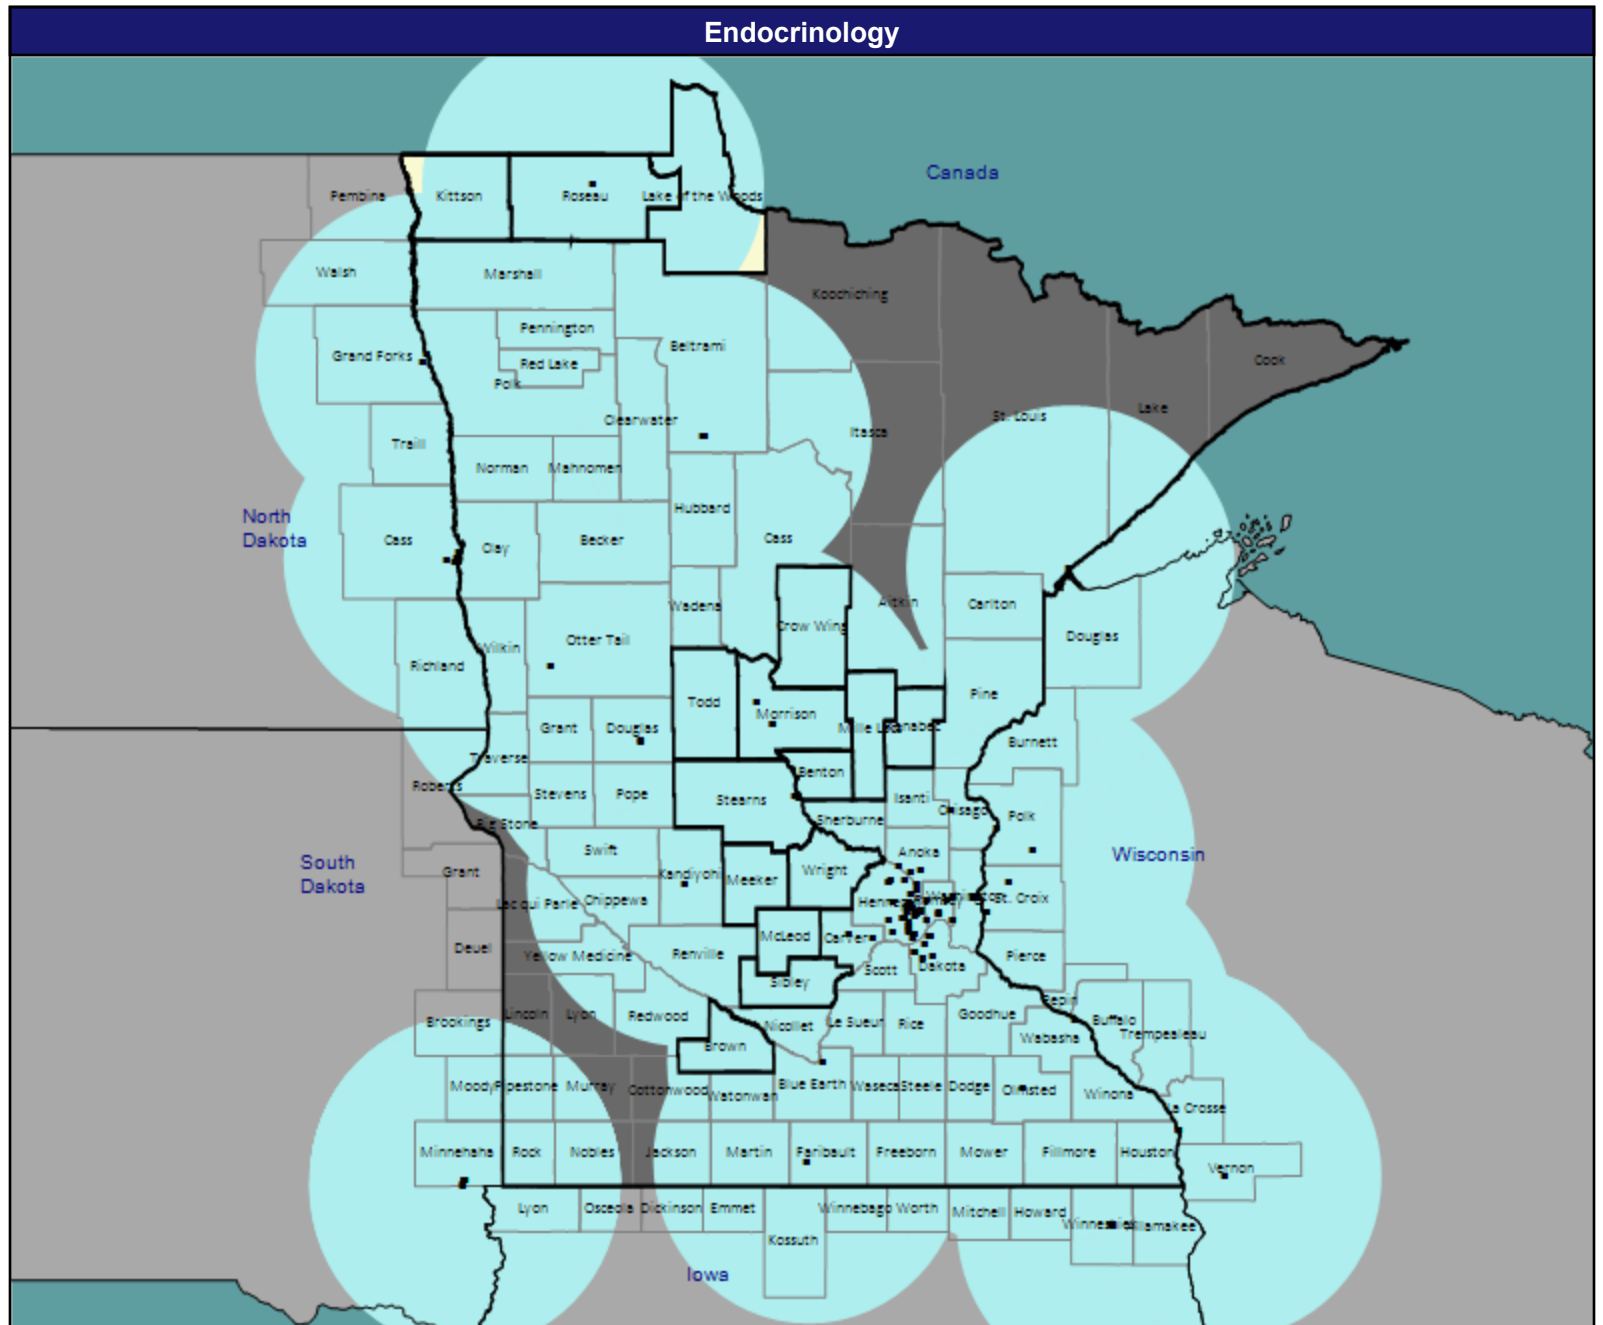 Endocrinology
Canada
Pembina
Kittson
Roseau
Lake of the Woods
Walsh
Marshall
Koochiching
Pennington
Beltrami
Grand Forks
Red Lake
Cook
Polk
Lake
St. Louis
Clearwater
Itasca
Traill
Norman
Mahnomen
Hubbard
North
Dakota
Cass
Clay
Becker
Cass
Wadena
Aitkin
Carlton
Crow Wing
Otter Tail
Douglas
Wilkin
Richland
Pine
Todd
Morrison
Grant
Douglas
Mille Lacs
Kanabec
Burnett
Traverse
Benton
Roberts
Stevens
Pope
Stearns
Isanti
Chisago
Polk
Big Stone
Sherburne
Swift
Anoka
Wisconsin
South
Dakota
Grant
Kandiyohi
Meeker
Wright
Lac qui Parle
Chippewa
Washington
St. Croix
McLeod
Carver
Deuel
Yellow Medicine
Renville
Scott
Dakota
Pierce
Sibley
Pepin
Brookings
Lincoln
Lyon
Redwood
Nicollet
Le Sueur
Rice
Goodhue
Buffalo
Wabasha
Trempealeau
Brown
Moody
Pipestone
Murray
Cottonwood
Watonwan
Blue Earth
Waseca
Steele
Dodge
Olmsted
Winona
La Crosse
Minnehaha
Rock
Nobles
Jackson
Martin
Faribault
Freeborn
Mower
Fillmore
Houston
Vernon
Lyon
Osceola
Dickinson
Emmet
Winnebago
Worth
Mitchell
Howard
Allamakee
Kossuth
Iowa